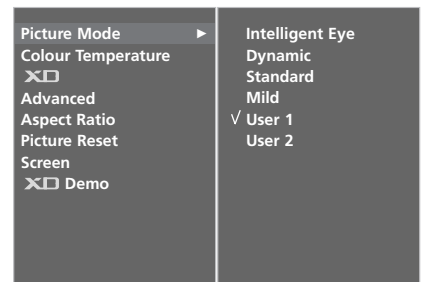 Picture Mode ►
Colour Temperature
XD
Advanced
Aspect Ratio
Picture Reset
Screen
XD Demo
Intelligent Eye
Dynamic
Standard
Mild
√ User 1
User 2